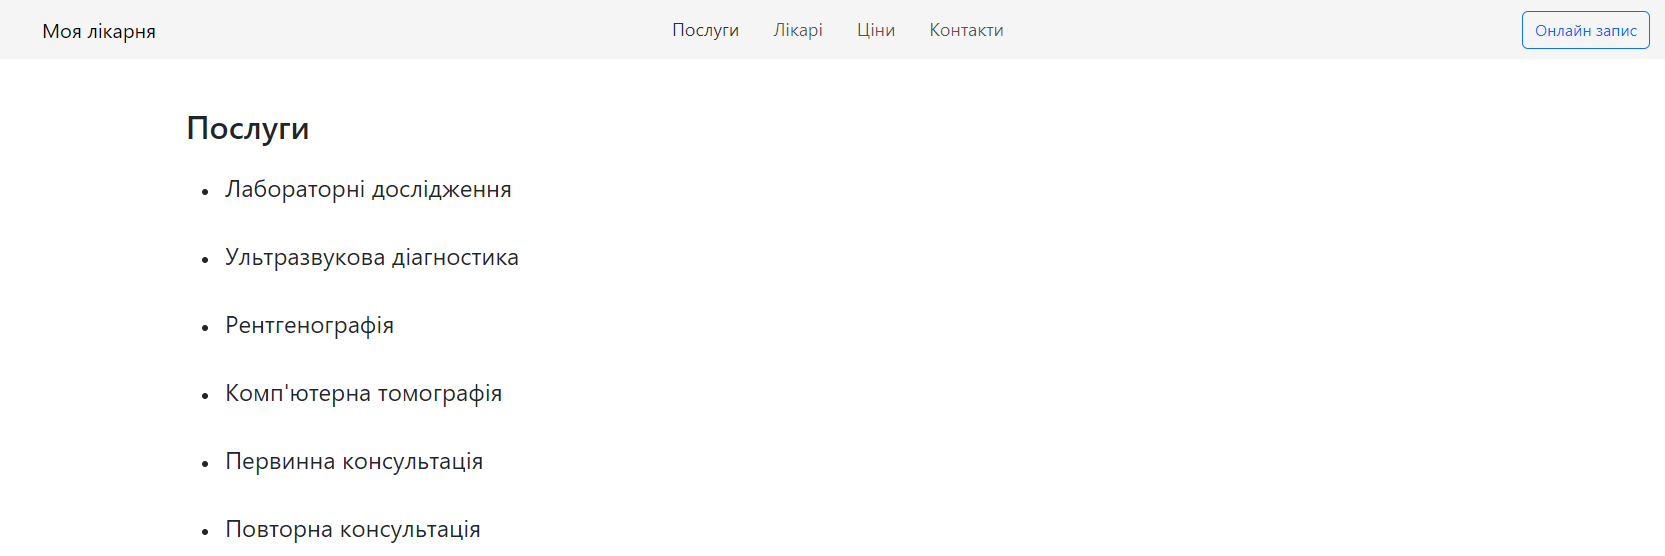 Моя лікарня
Послуги Лікарі Ціни Контакти
Онлайн запис
Послуги
Лабораторні дослідження
Ультразвукова діагностика
Рентгенографія
Комп'ютерна томографія
Первинна консультація
Повторна консультація